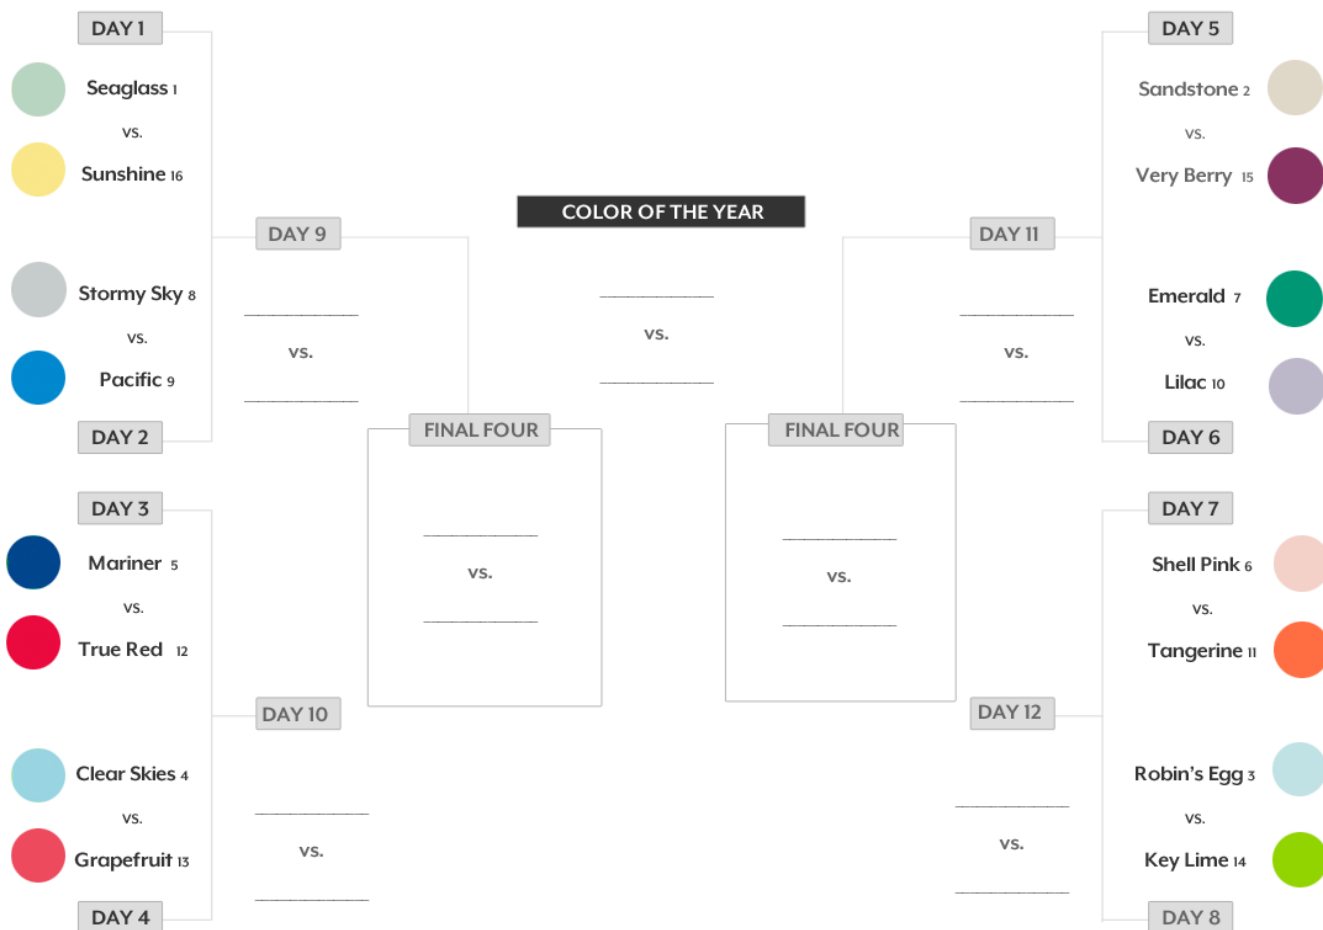 DAY 1
Seaglass 1
vs.
Sunshine 16
Stormy Sky 8
vs.
Pacific 9
DAY 2
DAY 3
Mariner 5
vs.
True Red 12
Clear Skies 4
vs.
Grapefruit 13
DAY 4
DAY 9
vs.
DAY 10
vs.
FINAL FOUR
vs.
COLOR OF THE YEAR
vs.
FINAL FOUR
vs.
DAY 11
vs.
DAY 12
vs.
DAY 5
Sandstone 2
vs.
Very Berry 15
Emerald 7
vs.
Lilac 10
DAY 6
DAY 7
Shell Pink 6
vs.
Tangerine 11
Robin's Egg 3
vs.
Key Lime 14
DAY 8